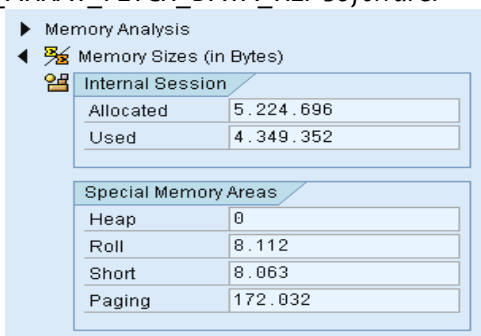 Memory Analysis
Memory Sizes (in Bytes)
Internal Session
Allocated 5.224.696
Used 4.349.352
Special Memory Areas
Heap 0
Roll 8.112
Short 8.063
Paging 172.032